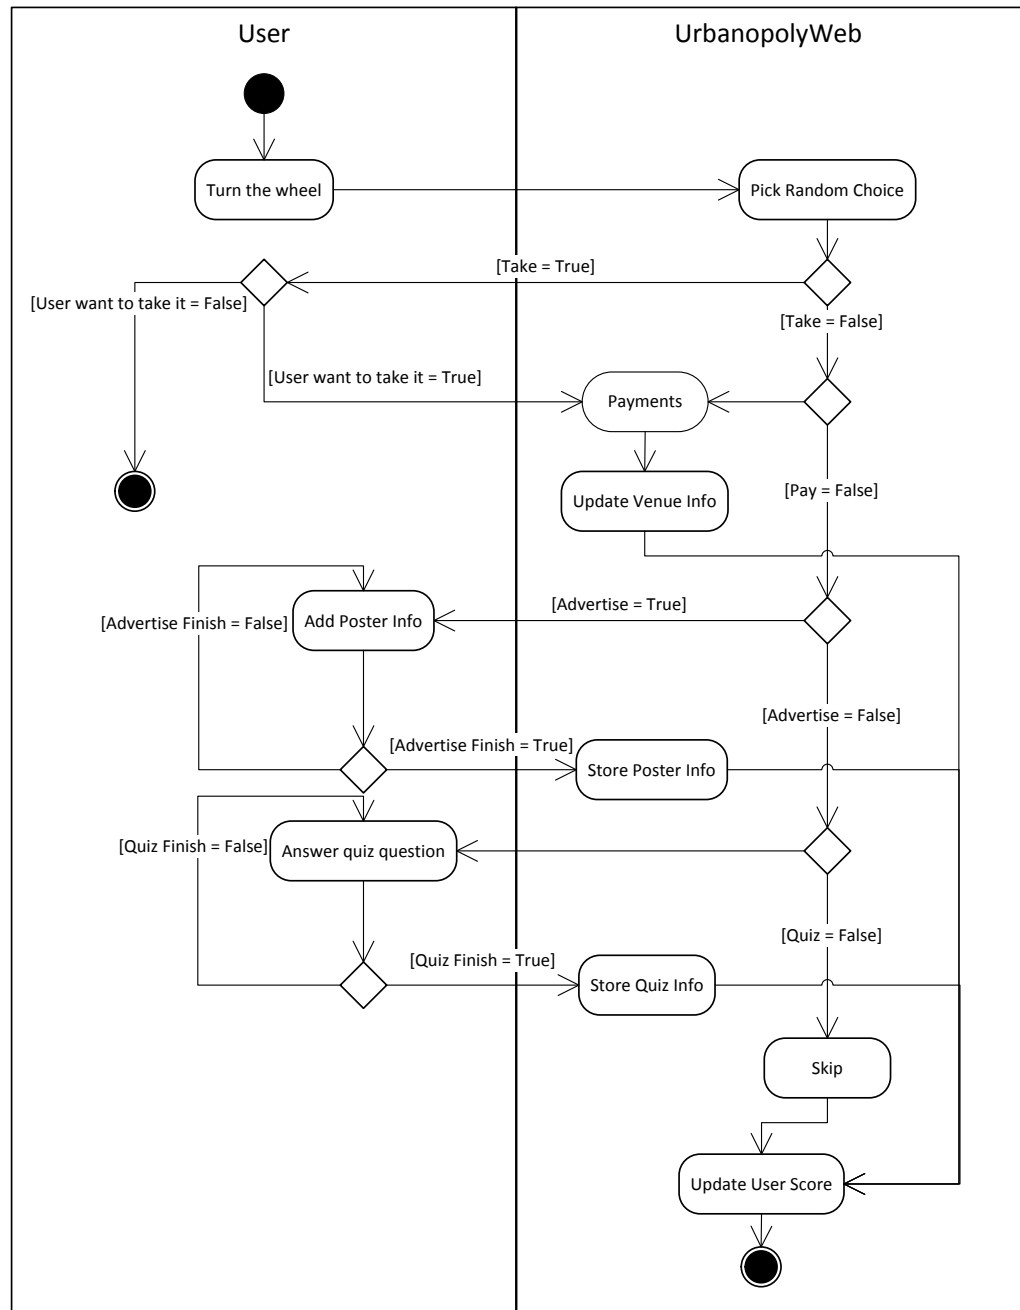 User
UrbanopolyWeb
Turn the wheel
Pick Random Choice
[Take = True]
[User want to take it = False]
[Take = False]
[User want to take it = True]
Payments
[Pay = False]
Update Venue Info
[Advertise = True]
Add Poster Info
[Advertise Finish = False]
[Advertise = False]
[Advertise Finish = True]
Store Poster Info
[Quiz Finish = False]
Answer quiz question
[Quiz = False]
[Quiz Finish = True]
Store Quiz Info
Skip
Update User Score